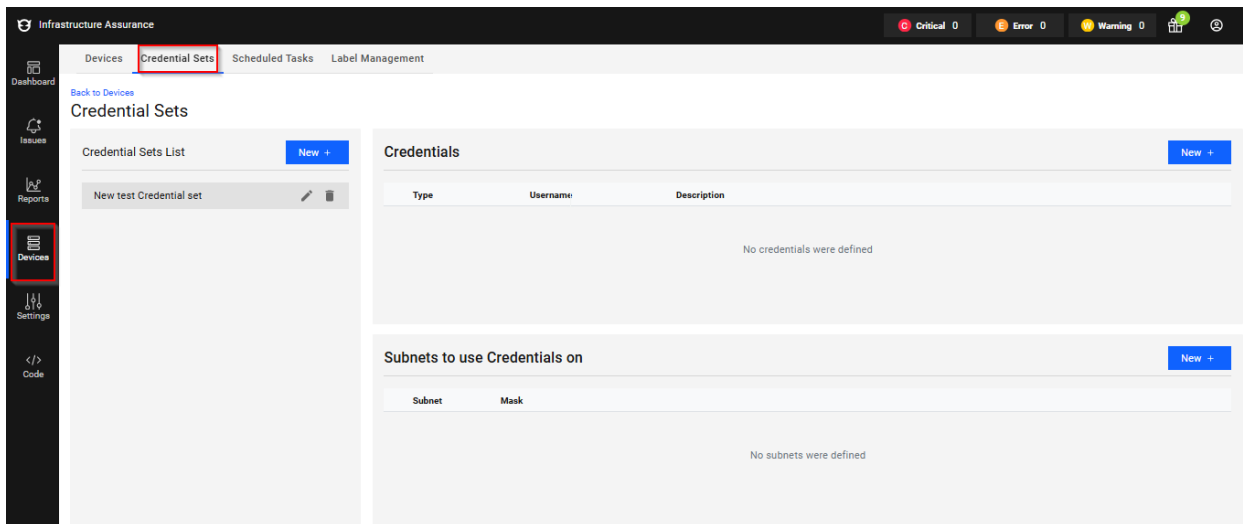 Infrastructure Assurance
C Critical 0
E Error 0
W Warning 0
9
Dashboard
Issues
Reports
Devices
Settings
</>
Code
Devices
Credential Sets
Scheduled Tasks
Label Management
Back to Devices
Credential Sets
Credential Sets List
New +
New test Credential set
Credentials
New +
Type Username Description
No credentials were defined
Subnets to use Credentials on
New +
Subnet Mask
No subnets were defined